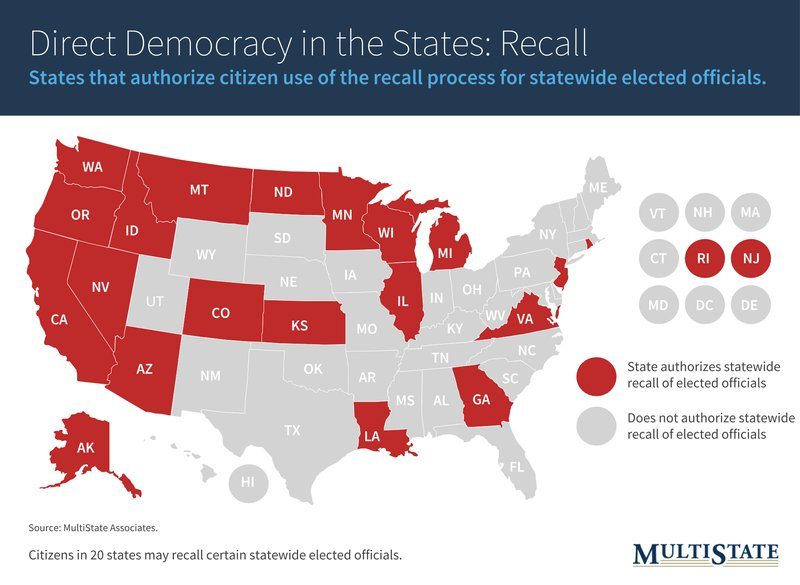 Direct Democracy in the States: Recall
States that authorize citizen use of the recall process for statewide elected officials.
WA
MT
ND
MN
OR
ID
WI
MI
SD
WY
NV
UT
CO
NE
IA
IL
IN
OH
PA
NY
ME
CA
KS
MO
KY
WV
VA
AZ
NM
OK
AR
TN
NC
SC
MS
AL
GA
TX
LA
FL
AK
HI
VT
NH
MA
CT
RI
NJ
MD
DC
DE
State authorizes statewide
recall of elected officials
Does not authorize statewide
recall of elected officials
Source: MultiState Associates.
Citizens in 20 states may recall certain statewide elected officials.
MULTISTATE